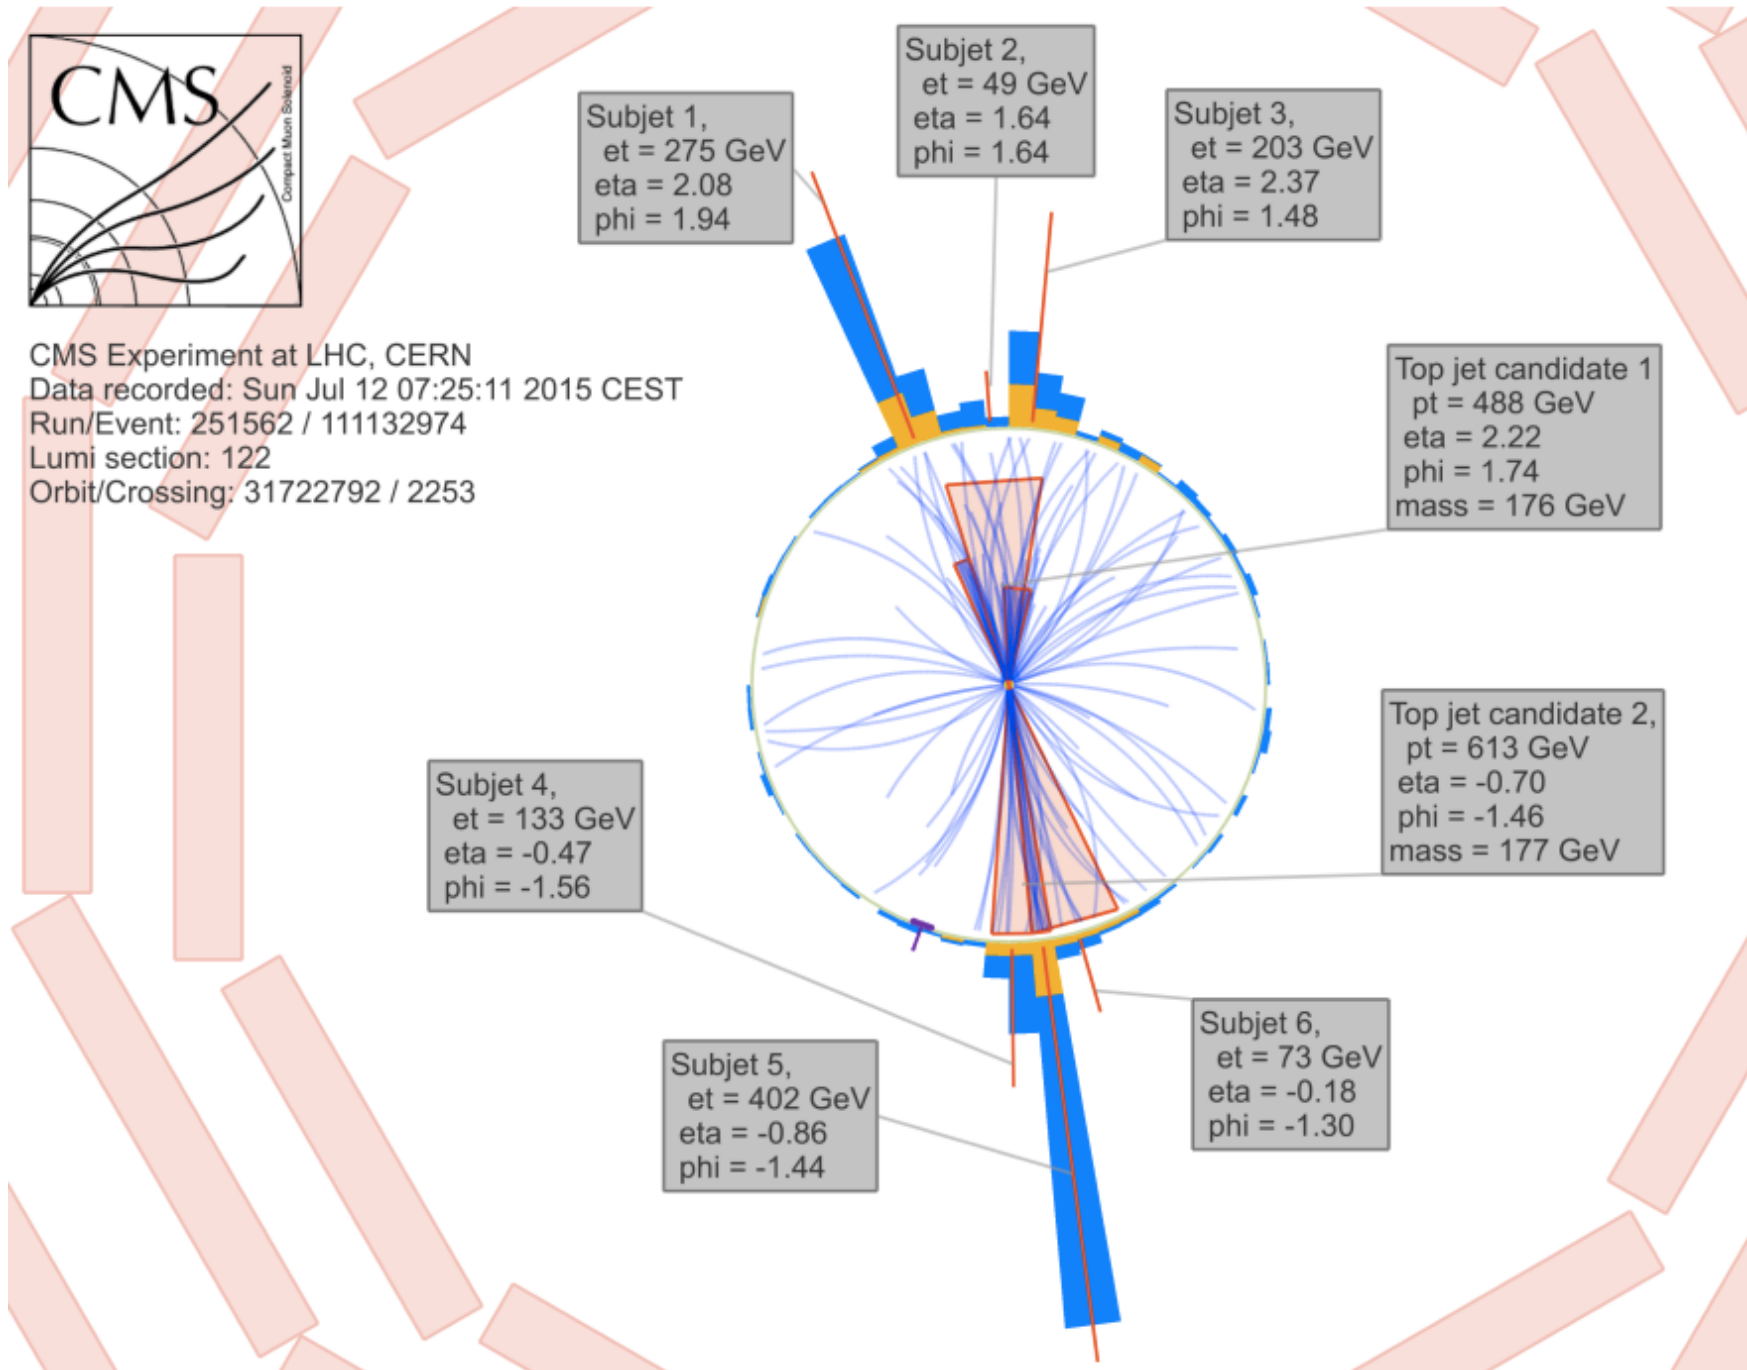 CMS
Compact Muon Solenoid
CMS Experiment at LHC, CERN
Data recorded: Sun Jul 12 07:25:11 2015 CEST
Run/Event: 251562 / 111132974
Lumi section: 122
Orbit/Crossing: 31722792 / 2253
Subjet 1,
et = 275 GeV
eta = 2.08
phi = 1.94
Subjet 2,
et = 49 GeV
eta = 1.64
phi = 1.64
Subjet 3,
et = 203 GeV
eta = 2.37
phi = 1.48
Top jet candidate 1
pt = 488 GeV
eta = 2.22
phi = 1.74
mass = 176 GeV
Top jet candidate 2,
pt = 613 GeV
eta = -0.70
phi = -1.46
mass = 177 GeV
Subjet 4,
et = 133 GeV
eta = -0.47
phi = -1.56
Subjet 5,
et = 402 GeV
eta = -0.86
phi = -1.44
Subjet 6,
et = 73 GeV
eta = -0.18
phi = -1.30